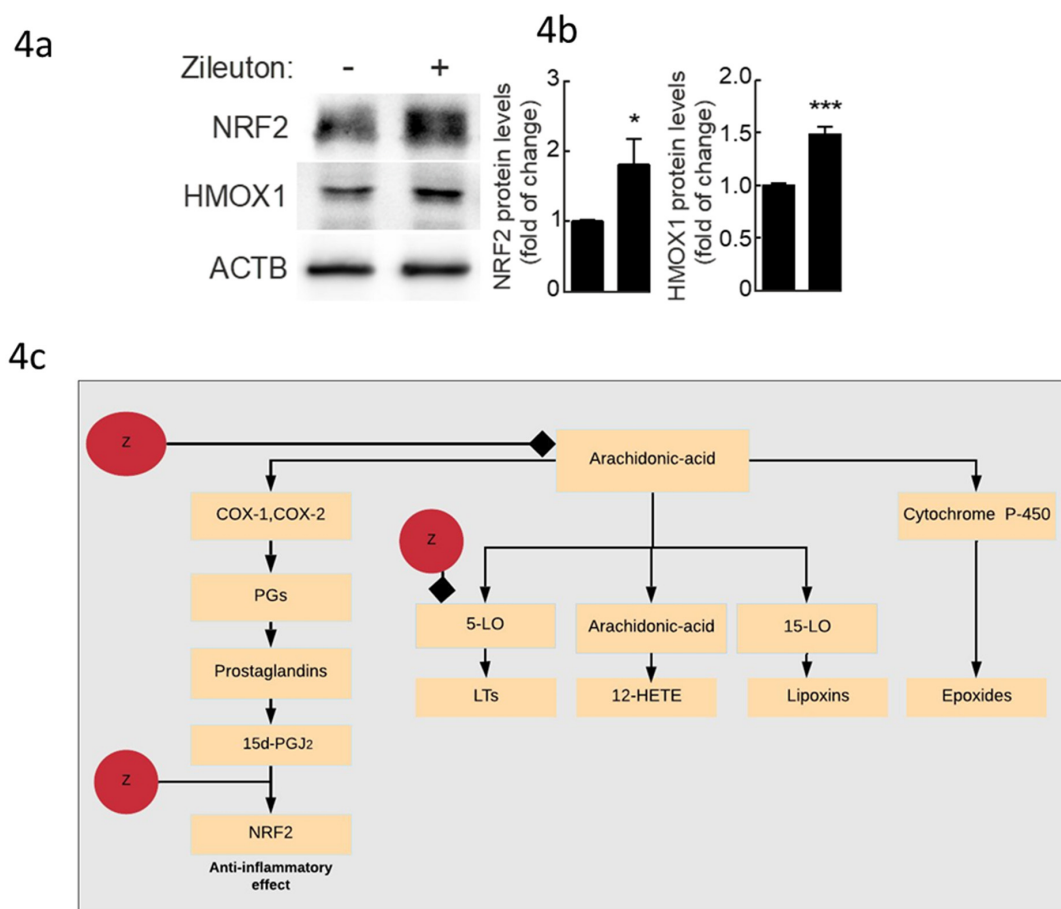 4a
Zileuton: - +
NRF2
HMOX1
ACTB
4b
NRF2 protein levels
(fold of change)
3
2
1
0
*
HMOX1 protein levels
(fold of change)
2.0
1.5
1.0
0.5
0
***
4c
Z
Arachidonic-acid
COX-1,COX-2
Cytochrome P-450
Z
PGs
5-LO
Arachidonic-acid
15-LO
Prostaglandins
LTs
12-HETE
Lipoxins
Epoxides
15d-PGJ2
Z
NRF2
Anti-inflammatory
effect